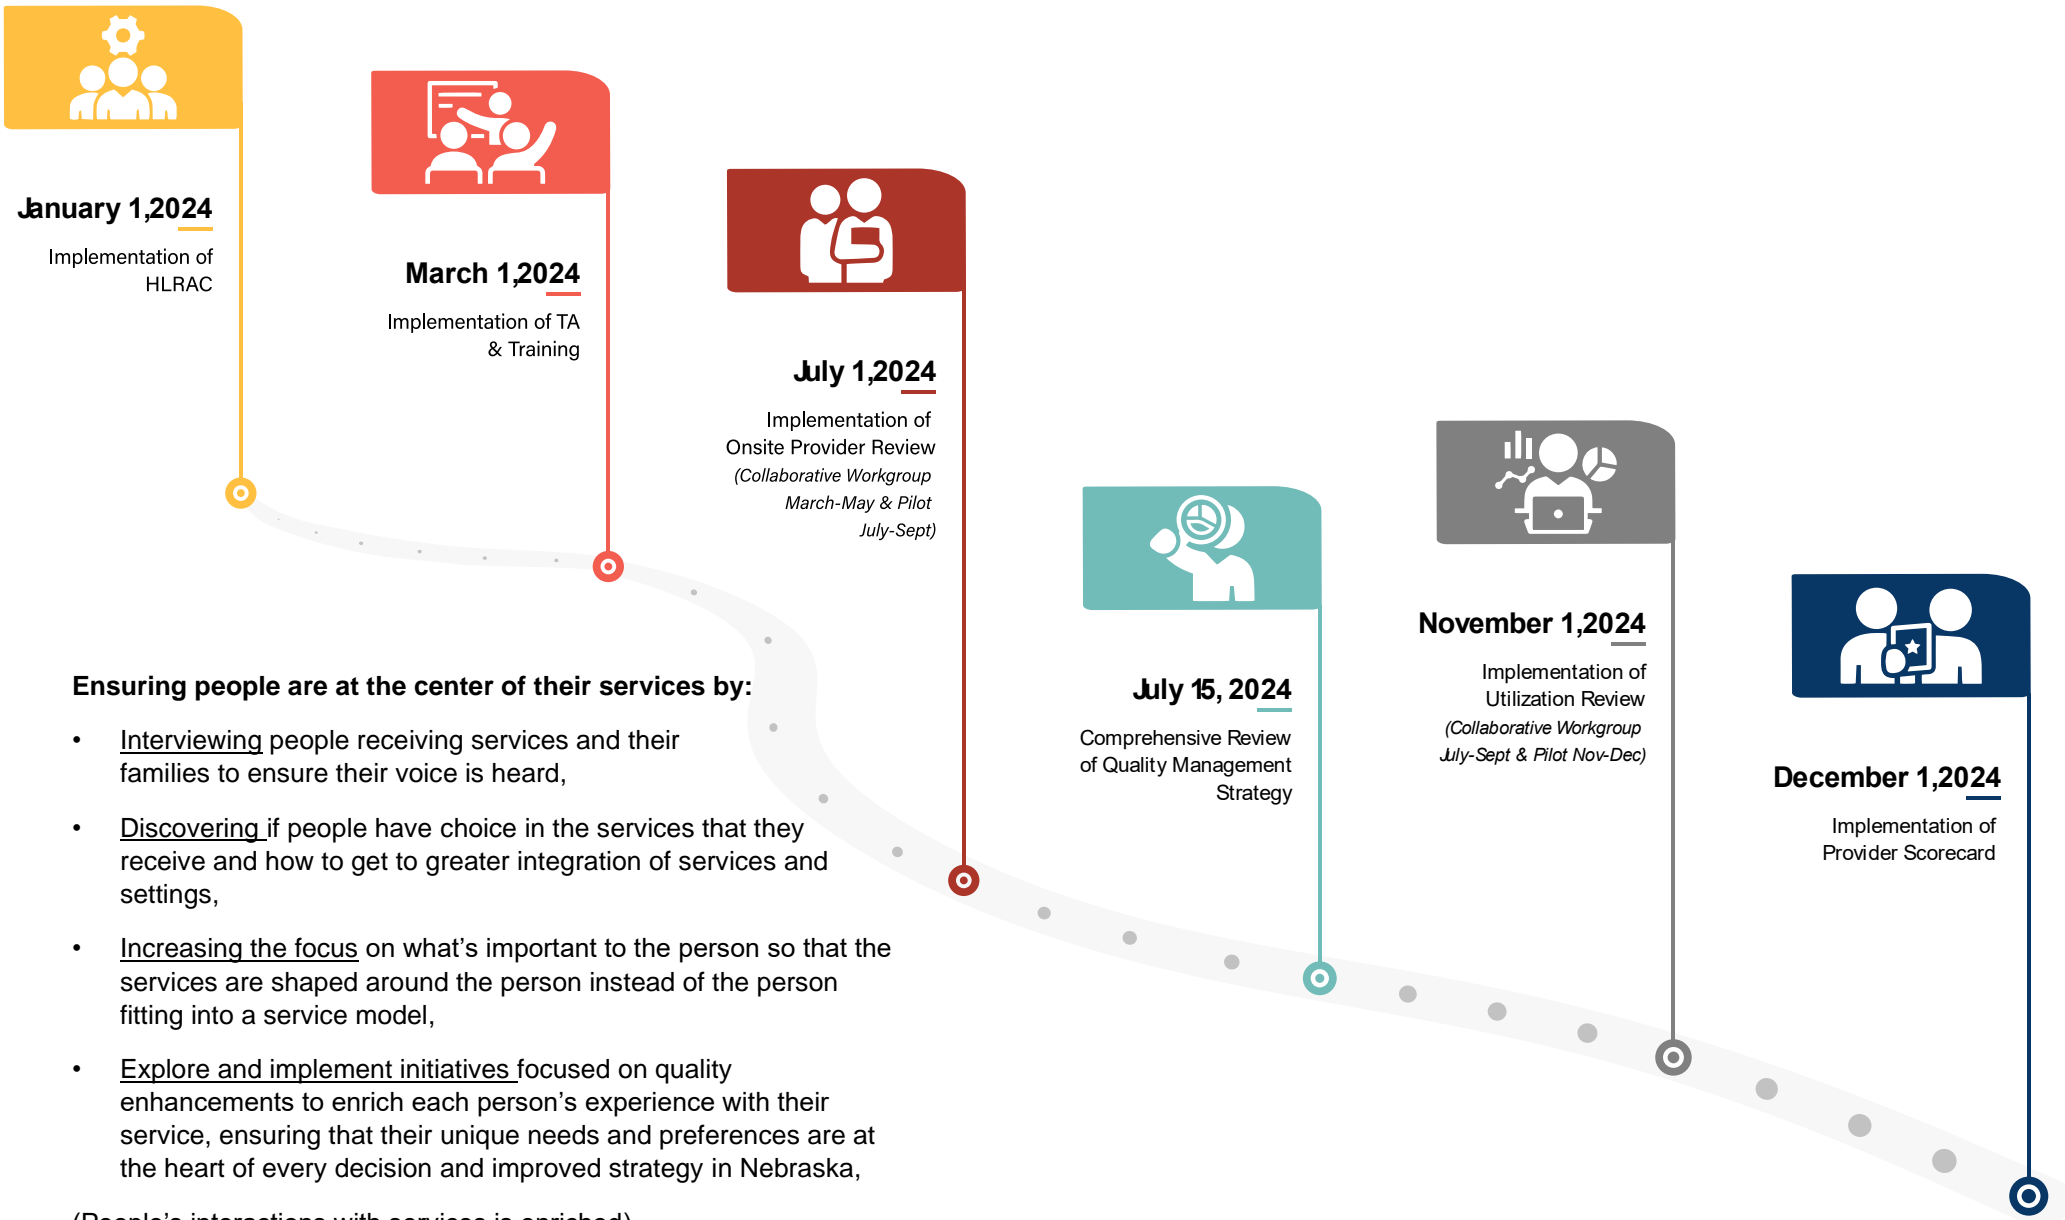 January 1,2024
Implementation of
HLRAC
March 1,2024
Implementation of TA
& Training
July 1,2024
Implementation of
Onsite Provider Review
(Collaborative Workgroup
March-May & Pilot
July-Sept)
July 15, 2024
Comprehensive Review
of Quality Management
Strategy
November 1,2024
Implementation of
Utilization Review
(Collaborative Workgroup
July-Sept & Pilot Nov-Dec)
December 1,2024
Implementation of
Provider Scorecard
Ensuring people are at the center of their services by:
• Interviewing people receiving services and their
families to ensure their voice is heard,
• Discovering if people have choice in the services that they
receive and how to get to greater integration of services and
settings,
• Increasing the focus on what’s important to the person so that the
services are shaped around the person instead of the person
fitting into a service model,
• Explore and implement initiatives focused on quality
enhancements to enrich each person’s experience with their
service, ensuring that their unique needs and preferences are at
the heart of every decision and improved strategy in Nebraska,
(People’s interactions with services is enriched)